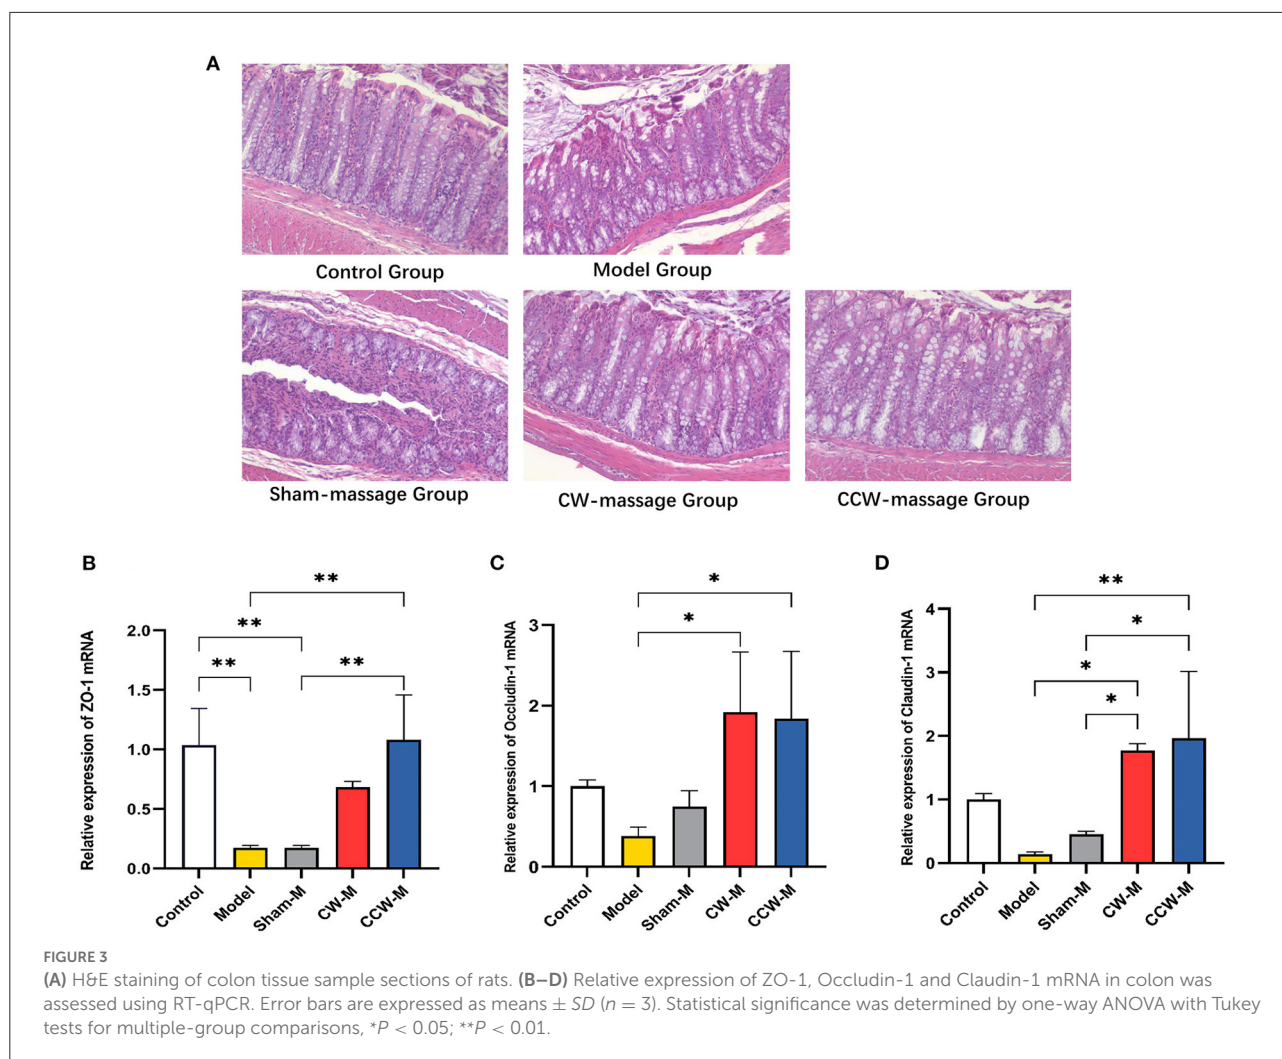 A
Control Group
Model Group
Sham-massage Group
CW-massage Group
CCW-massage Group
B
Relative expression of ZO-1 mRNA
2.0
1.5
1.0
0.5
0.0
**
**
**
**
Control
Model
Sham-M
CW-M
CCW-M
C
Relative expression of Occludin-1 mRNA
3
2
1
0
*
*
Control
Model
Sham-M
CW-M
CCW-M
D
Relative expression of Claudin-1 mRNA
4
3
2
1
0
**
*
*
*
Control
Model
Sham-M
CW-M
CCW-M
FIGURE 3
(A) H&E staining of colon tissue sample sections of rats. (B–D) Relative expression of ZO-1, Occludin-1 and Claudin-1 mRNA in colon was
assessed using RT-qPCR. Error bars are expressed as means ± SD (n = 3). Statistical significance was determined by one-way ANOVA with Tukey
tests for multiple-group comparisons, *P < 0.05; **P < 0.01.